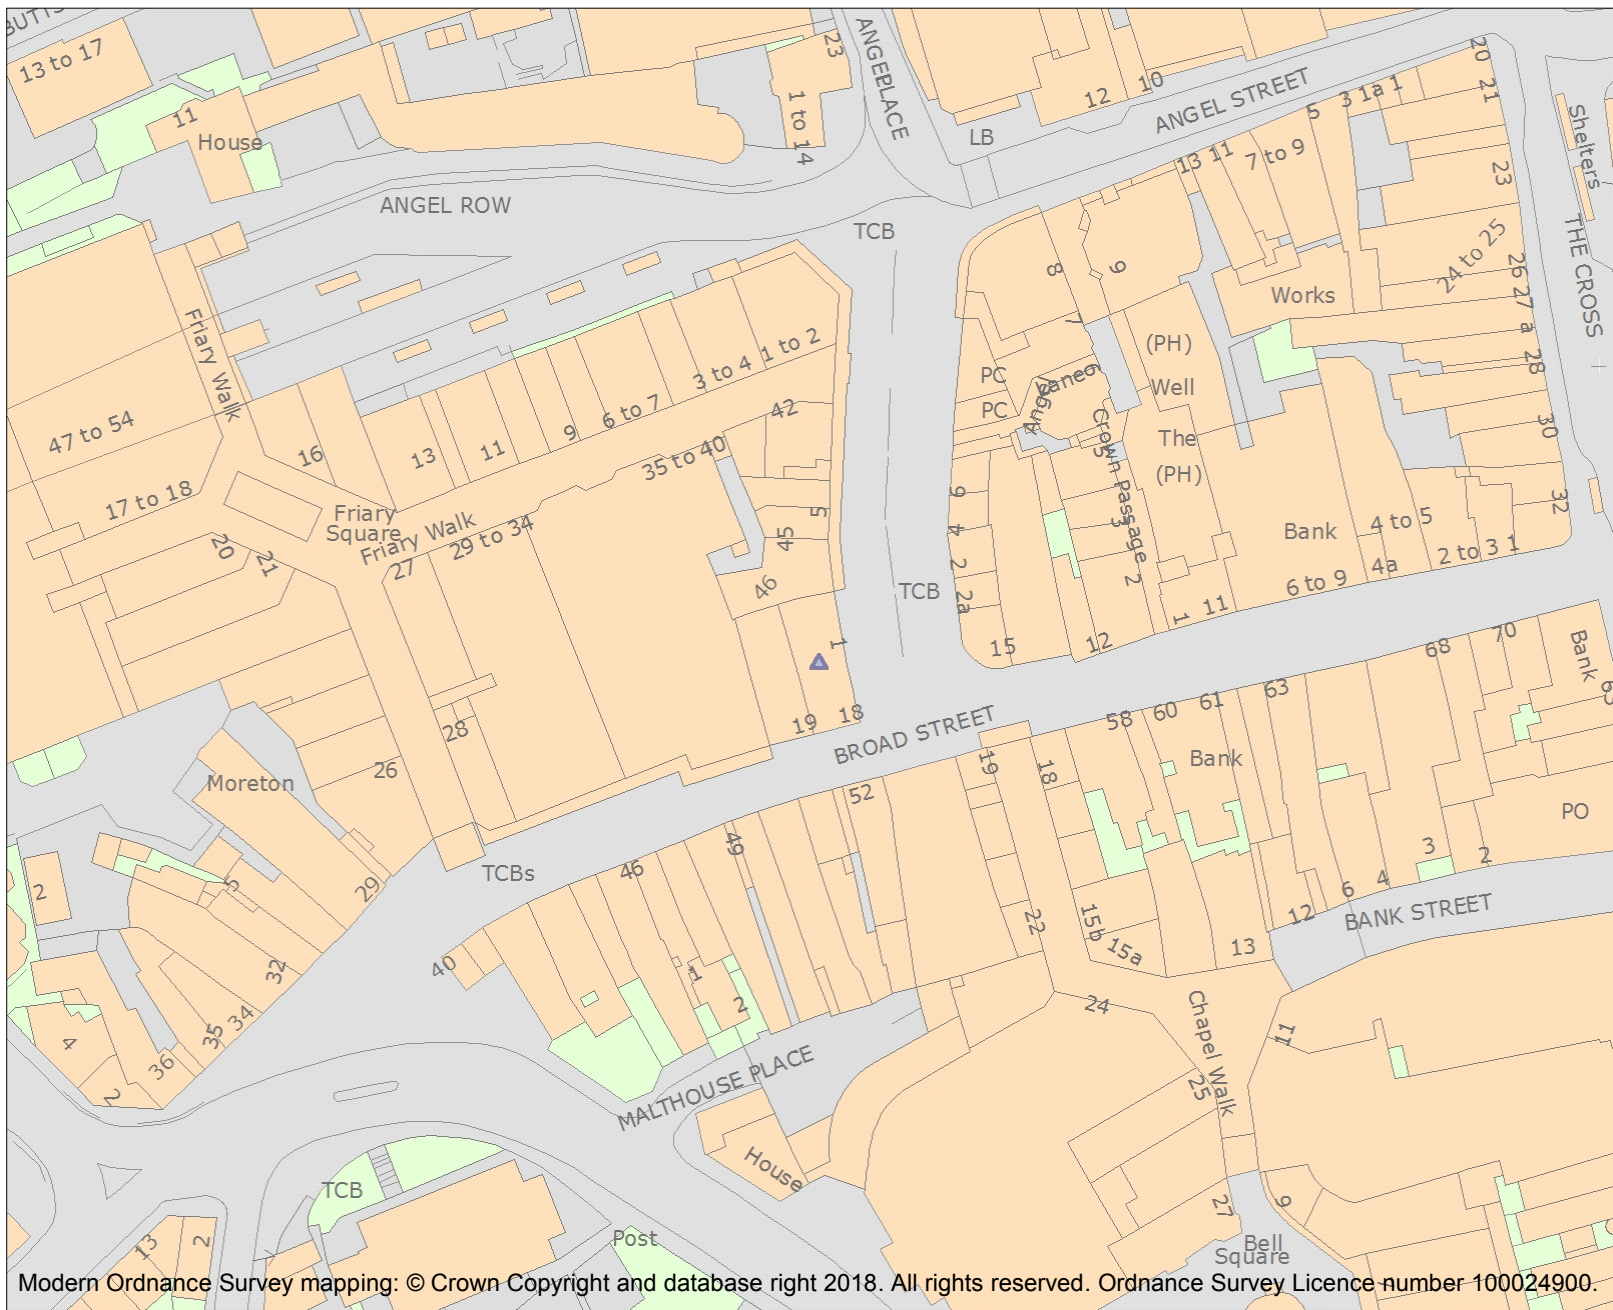 BUTTS
13 to 17
11
House
23
1 to 14
ANGEPLACE
12
10
ANGEL STREET
LB
5
3 1a 1
20
21
Shelters
13 11
7 to 9
23
ANGEL ROW
TCB
8
9
24 to 25
26
27
a
THE CROSS
Works
28
Friary Walk
7
(PH)
Well
The
(PH)
PC
PC
Angel
Lane
6
Crown Passage
5
3
2
30
32
47 to 54
17 to 18
16
13
11
9
6 to 7
3 to 4
1 to 2
42
35 to 40
Friary
Square
Friary Walk
29 to 34
27
20
21
45
5
46
1
6
4
2
2a
TCB
Bank
4 to 5
4a
2 to 3 1
6 to 9
11
1
12
15
19
18
BROAD STREET
28
26
Moreton
58
60
61
63
68
70
Bank
65
Bank
PO
19
18
52
49
46
TCBs
40
29
5
2
32
34
35
36
4
2
1
2
22
15b
15a
13
12
6
4
3
2
BANK STREET
24
Chapel Walk
25
11
MALTHOUSE PLACE
House
TCB
13
2
Post
27
9
Bell
Square
Modern Ordnance Survey mapping: © Crown Copyright and database right 2018. All rights reserved. Ordnance Survey Licence number 100024900.